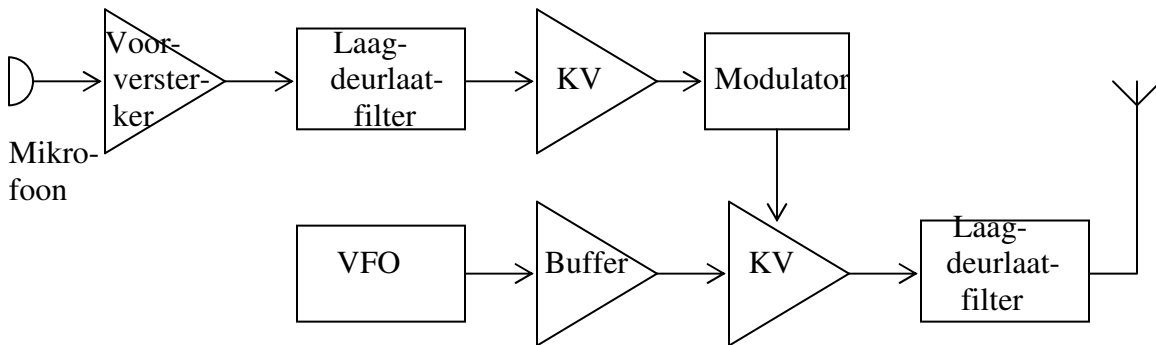 Voor-
verster-
ker
Laag-
deurlaat-
filter
KV
Modulator
Mikro-
foon
VFO
Buffer
KV
Laag-
deurlaat-
filter